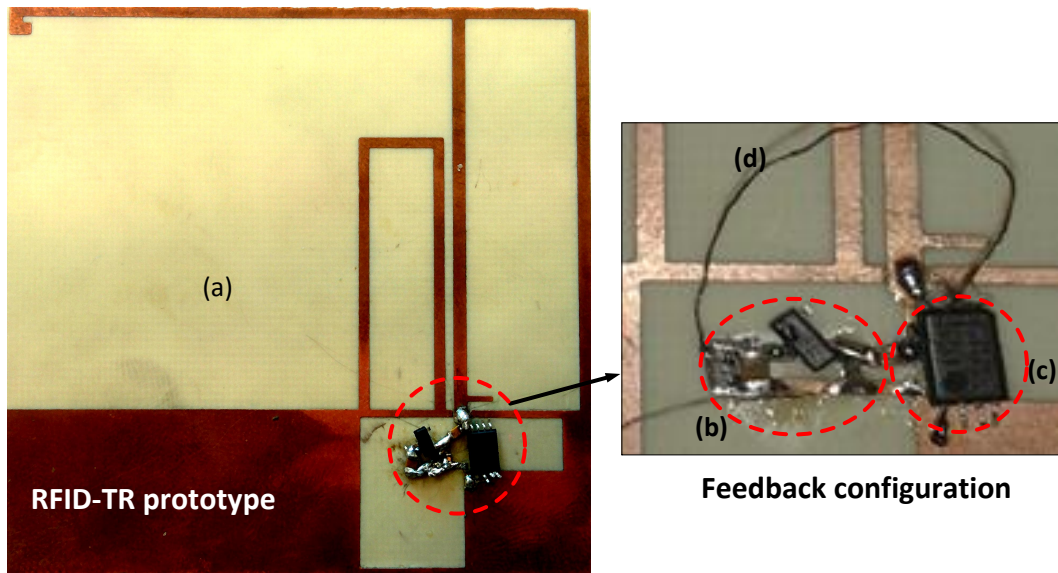 (a)
RFID-TR prototype
(d)
(c)
(b)
Feedback configuration